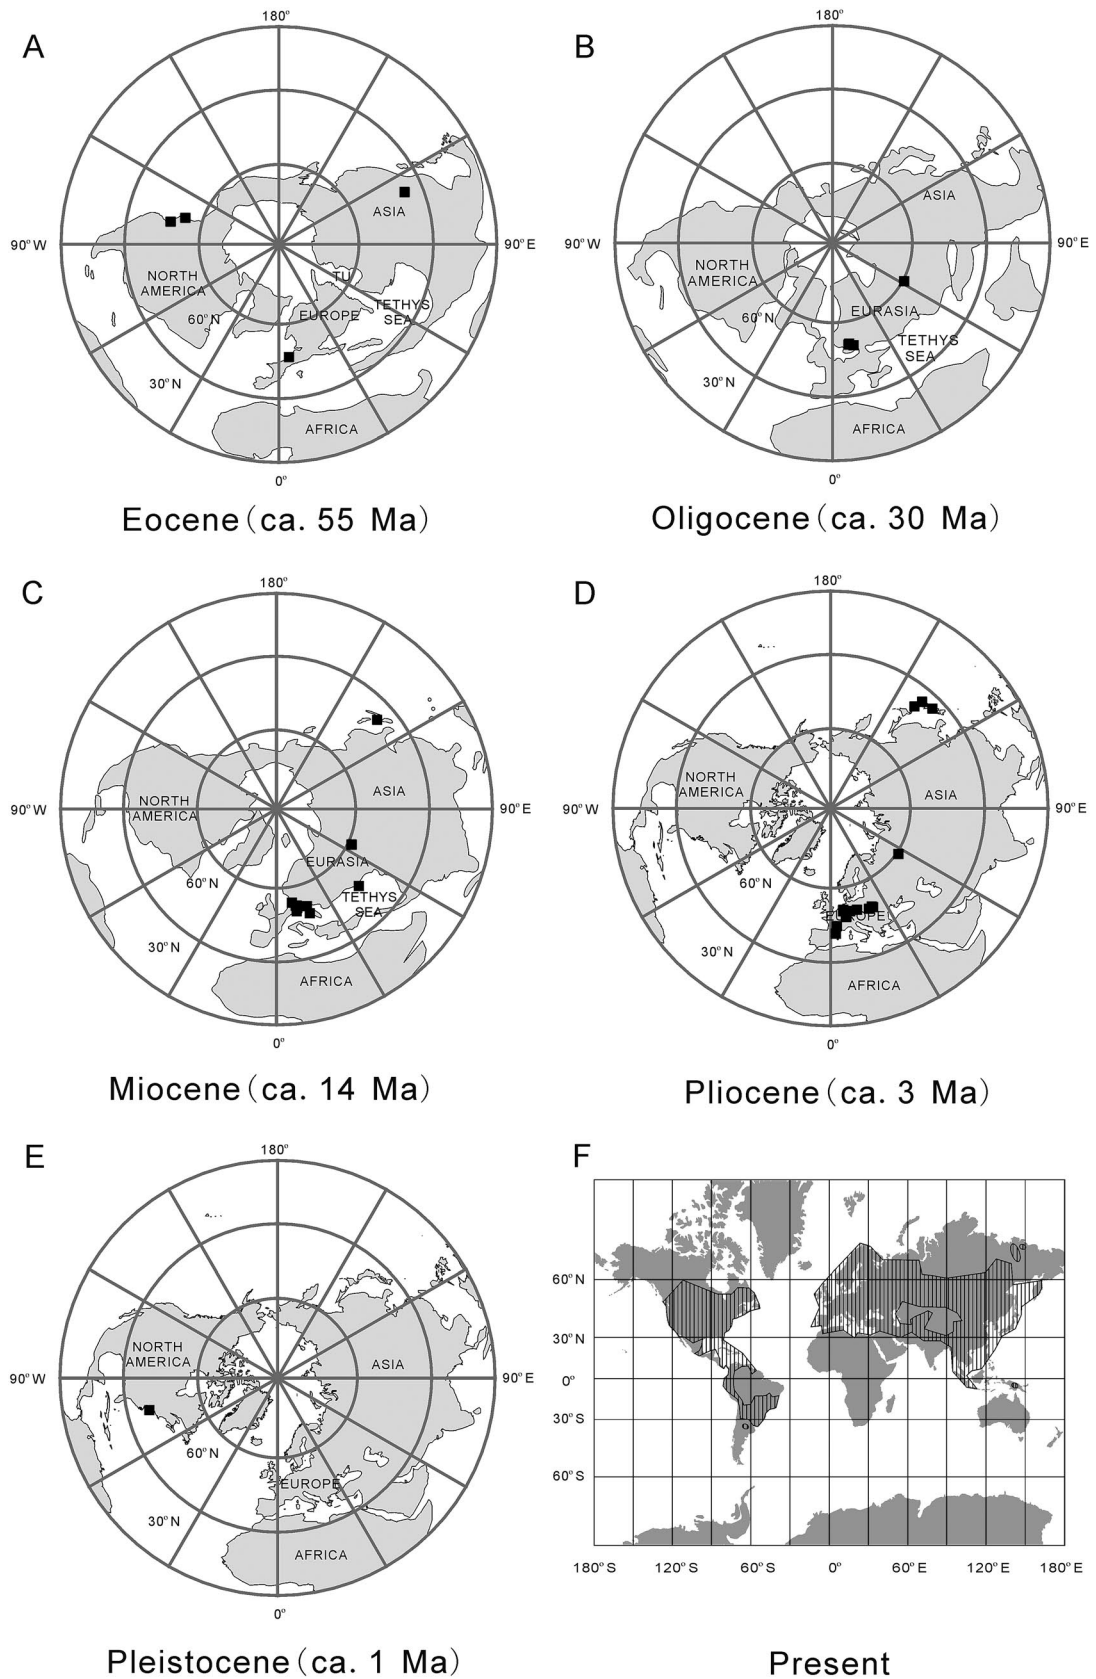 A
180°
90°W
90°E
ASIA
NORTH
AMERICA
TU
TETHYS
SEA
EUROPE
60°N
30°N
AFRICA
0°
Eocene (ca. 55 Ma)
B
180°
90°W
90°E
ASIA
NORTH
AMERICA
EURASIA
60°N
TETHYS
SEA
30°N
AFRICA
0°
Oligocene (ca. 30 Ma)
C
180°
90°W
90°E
ASIA
NORTH
AMERICA
EURASIA
60°N
TETHYS
SEA
30°N
AFRICA
0°
Miocene (ca. 14 Ma)
D
180°
90°W
90°E
NORTH
AMERICA
ASIA
60°N
EUROPE
30°N
AFRICA
0°
Pliocene (ca. 3 Ma)
E
180°
90°W
90°E
NORTH
AMERICA
ASIA
60°N
EUROPE
30°N
AFRICA
0°
Pleistocene (ca. 1 Ma)
F
60°N
30°N
0°
30°S
60°S
180°S 120°S 60°S 0° 60°E 120°E 180°E
Present